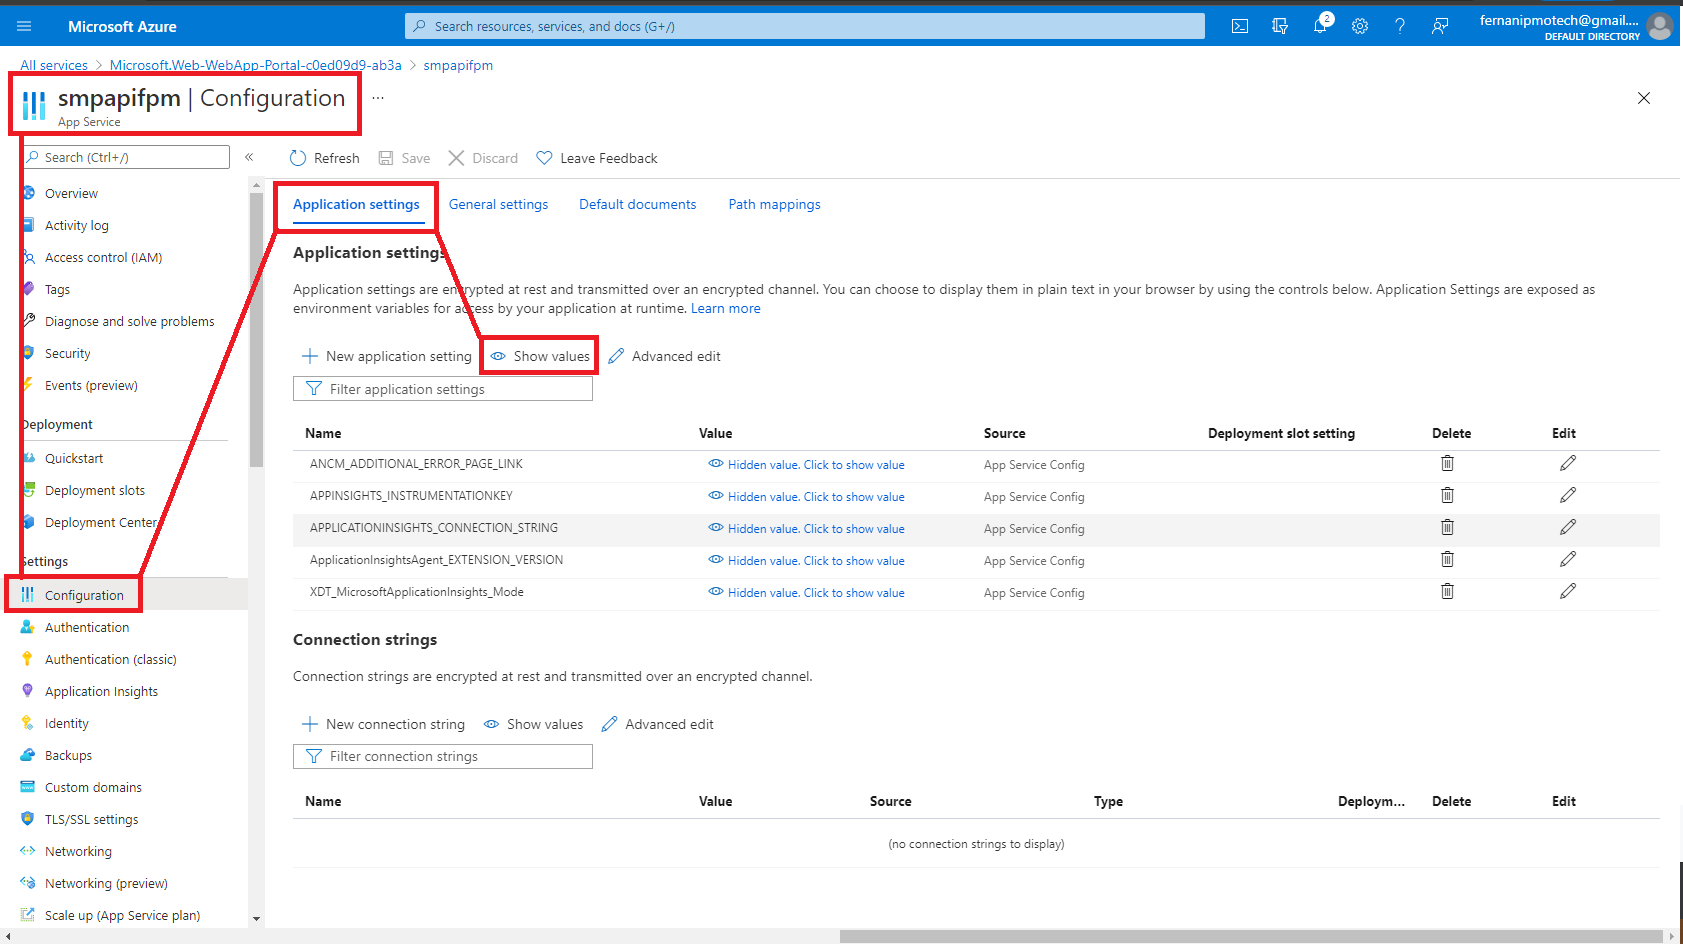 Microsoft Azure
Search resources, services, and docs (G+/)
2
fernanipmotech@gmail....
DEFAULT DIRECTORY
All services > Microsoft.Web-WebApp-Portal-c0ed09d9-ab3a > smpapifpm
smpapifpm | Configuration ...
App Service
Search (Ctrl+/)
«
Refresh Save Discard Leave Feedback
Overview
Activity log
Access control (IAM)
Tags
Diagnose and solve problems
Security
Events (preview)
Deployment
Quickstart
Deployment slots
Deployment Center
Settings
Configuration
Authentication
Authentication (classic)
Application Insights
Identity
Backups
Custom domains
TLS/SSL settings
Networking
Networking (preview)
Scale up (App Service plan)
Application settings General settings Default documents Path mappings
Application settings
Application settings are encrypted at rest and transmitted over an encrypted channel. You can choose to display them in plain text in your browser by using the controls below. Application Settings are exposed as
environment variables for access by your application at runtime. Learn more
New application setting Show values Advanced edit
Filter application settings
Name Value Source Deployment slot setting Delete Edit
ANCM_ADDITIONAL_ERROR_PAGE_LINK Hidden value. Click to show value App Service Config
APPINSIGHTS_INSTRUMENTATIONKEY Hidden value. Click to show value App Service Config
APPLICATIONINSIGHTS_CONNECTION_STRING Hidden value. Click to show value App Service Config
ApplicationInsightsAgent_EXTENSION_VERSION Hidden value. Click to show value App Service Config
XDT_MicrosoftApplicationInsights_Mode Hidden value. Click to show value App Service Config
Connection strings
Connection strings are encrypted at rest and transmitted over an encrypted channel.
New connection string Show values Advanced edit
Filter connection strings
Name Value Source Type Deploym... Delete Edit
(no connection strings to display)